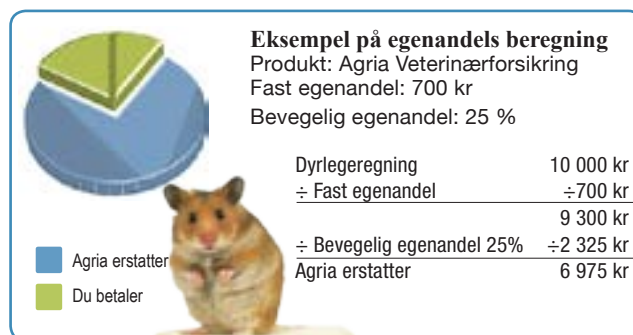 Eksempel på egenandels beregning
Produkt: Agria Veterinærforsikring
Fast egenandel: 700 kr
Bevegelig egenandel: 25 %
Dyrlegeregning 10 000 kr
÷ Fast egenandel ÷700 kr
9 300 kr
÷ Bevegelig egenandel 25% ÷2 325 kr
Agria erstatter 6 975 kr
Agria erstatter
Du betaler